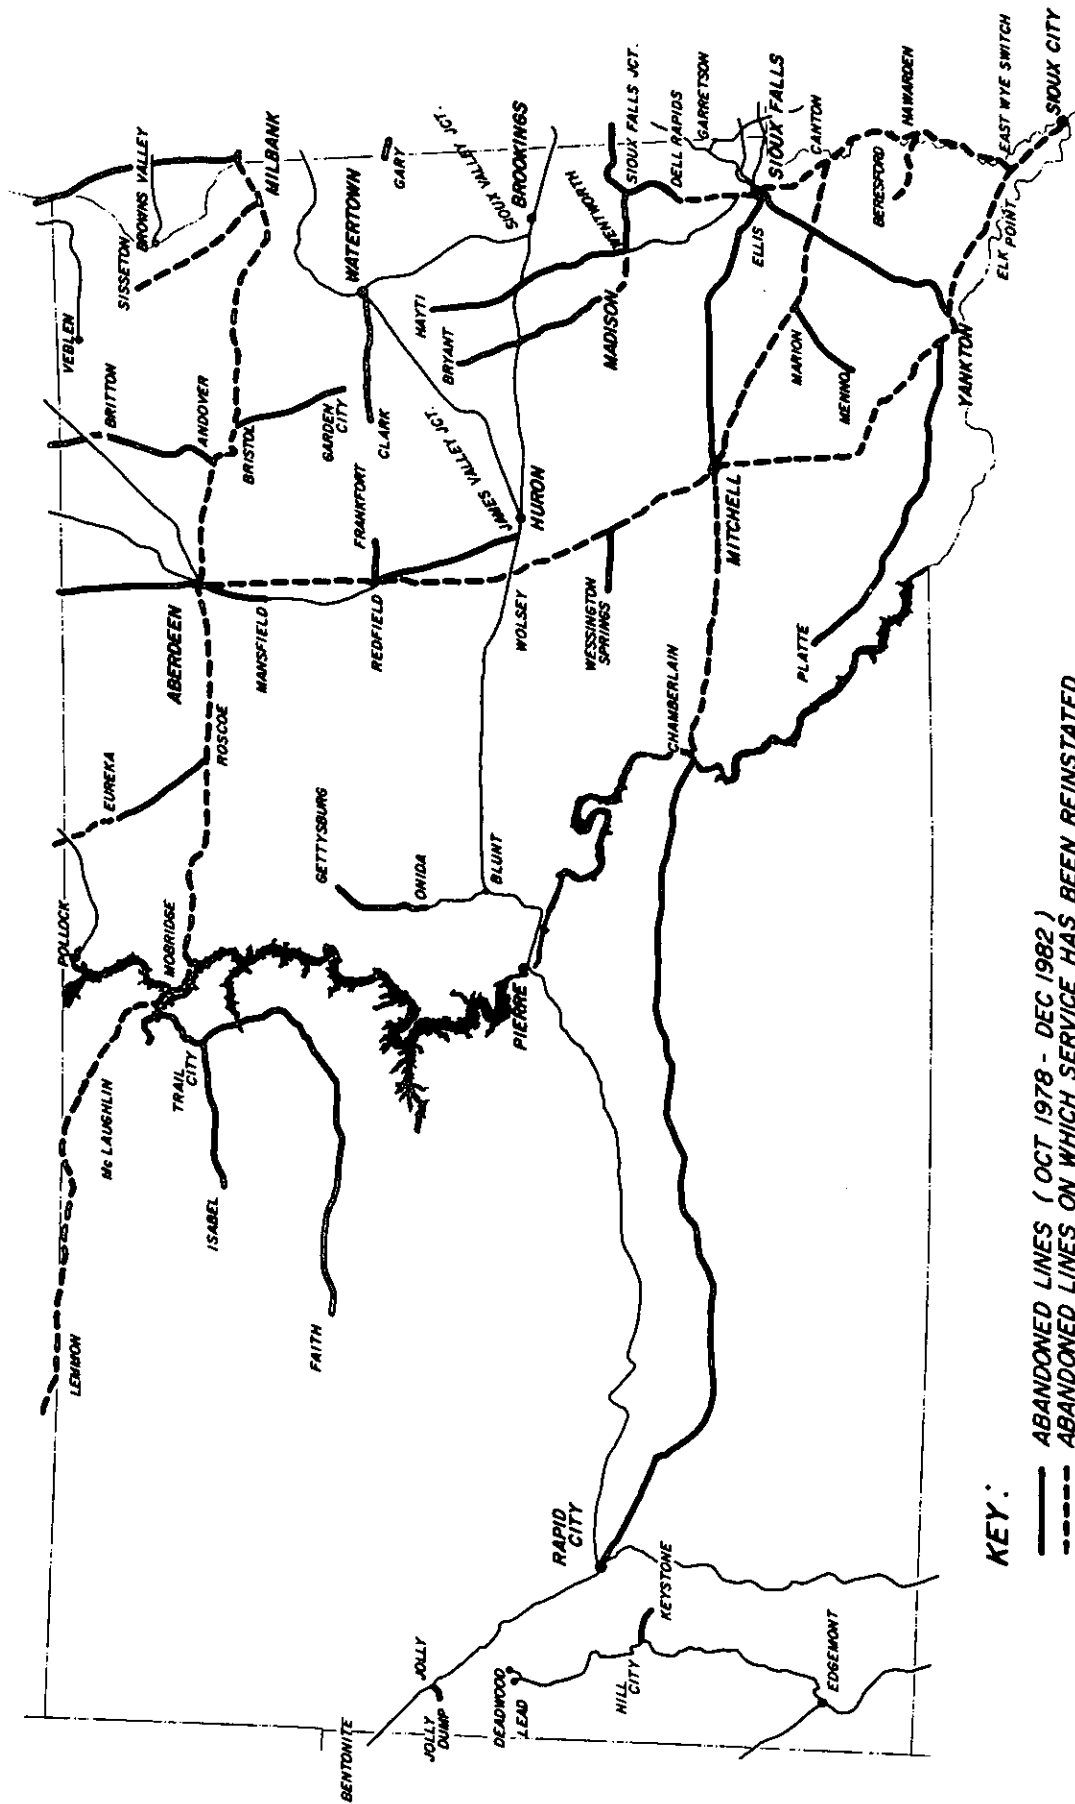 VEBLEN
SISSETON
BROWNS VALLEY
MILBANK
BRITTON
ANDOVER
BRISTOL
GARDEN
CITY
CLARK
WATERTOWN
GARY
SIOUX VALLEY JCT.
BROOKINGS
HAYTI
BRYANT
FRANKFORT
JAMES VALLEY JCT.
HURON
ABERDEEN
MANSFIELD
REDFIELD
WOLSEY
EUREKA
ROSCOE
POLLOCK
MOBRIDGE
GETTYSBURG
ONIDA
BLUNT
PIERRE
Mc LAUGHLIN
TRAIL
CITY
ISABEL
FAITH
LEMMON
MADISON
WENTWORTH
SIOUX FALLS JCT.
DELL RAPIDS
GARRETSON
SIOUX FALLS
ELLIS
CANTON
BERESFORD
HAWARDEN
EAST WYE SWITCH
SIOUX CITY
ELK
POINT
YANKTON
MARION
MENNO
MITCHELL
WESSINGTON
SPRINGS
CHAMBERLAIN
PLATTE
RAPID
CITY
KEYSTONE
HILL
CITY
EDGEMONT
DEADWOOD
LEAD
JOLLY
JOLLY
DUMP
BENTONITE
KEY:
ABANDONED LINES (OCT 1978 - DEC 1982)
ABANDONED LINES ON WHICH SERVICE HAS BEEN REINSTATED